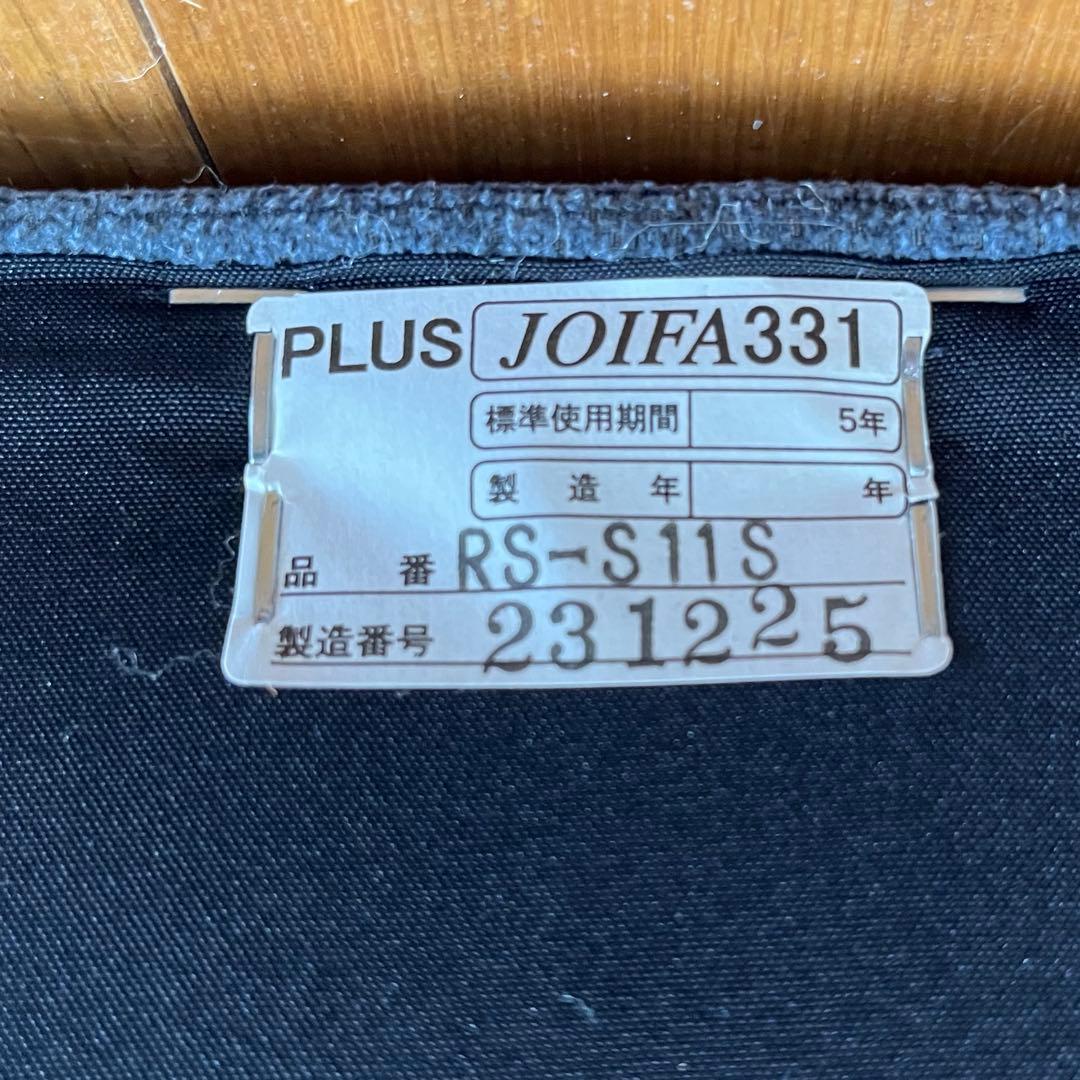 PLUS JOIFA331
標準使用期間 5年
製造年 年
品番 RS-S11S
製造番号 231225